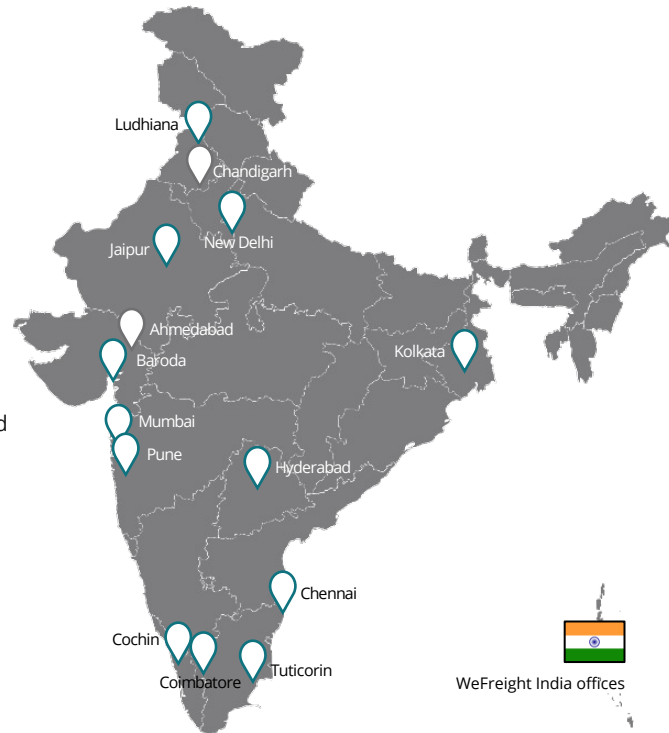 Ludhiana
Chandigarh
New Delhi
Jaipur
Ahmedabad
Baroda
Kolkata
Mumbai
d
Pune
Hyderabad
Chennai
Cochin
Coimbatore
Tuticorin
WeFreight India offices